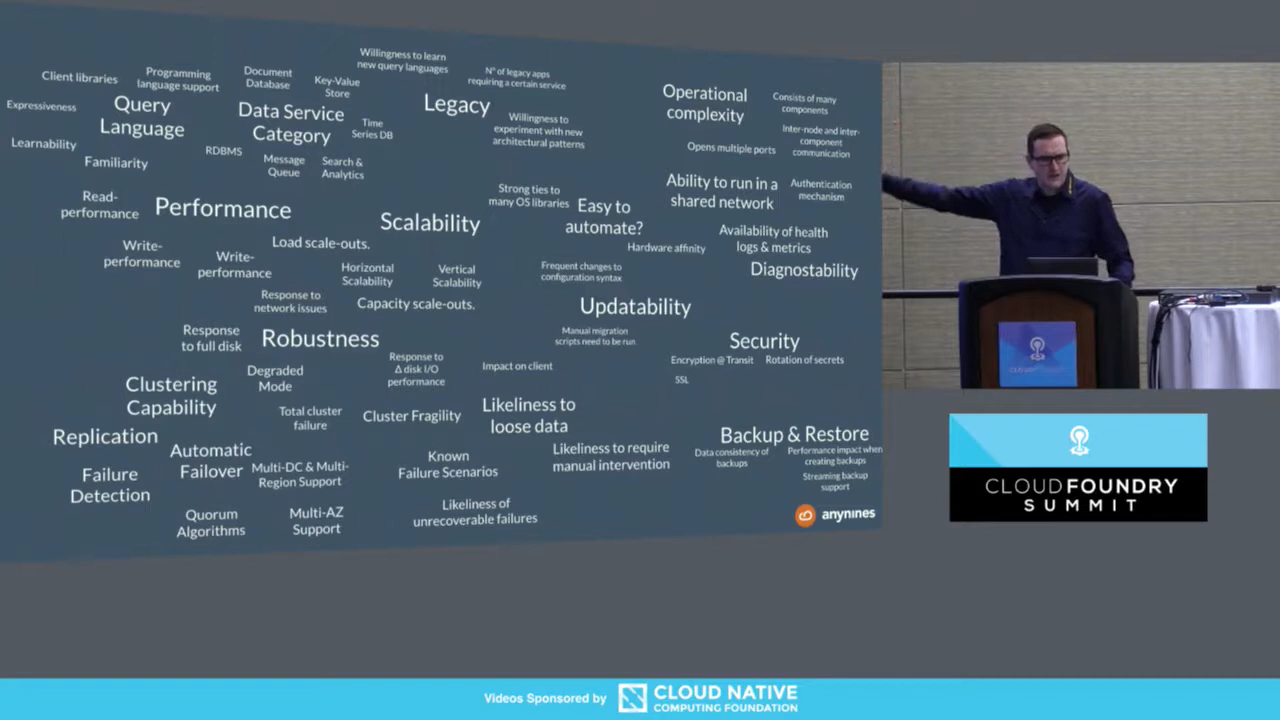 Willingness to learn
new query languages
Client libraries
Programming
language support
Document
Database
Key-Value
Store
Nº of legacy apps
requiring a certain service
Expressiveness
Query
Language
Data Service
Category
Time
Series DB
Legacy
Willingness to
experiment with new
architectural patterns
Operational
complexity
Consists of many
components
Learnability
Familiarity
RDBMS
Message
Queue
Search &
Analytics
Opens multiple ports
Inter-node and inter-
component
communication
Read-
performance
Performance
Scalability
Strong ties to
many OS libraries
Easy to
automate?
Hardware affinity
Ability to run in a
shared network
Authentication
mechanism
Write-
performance
Write-
performance
Load scale-outs.
Horizontal
Scalability
Vertical
Scalability
Frequent changes to
configuration syntax
Availability of health
logs & metrics
Diagnostability
Response to
network issues
Capacity scale-outs.
Updatability
Manual migration
scripts need to be run
Response
to full disk
Robustness
Security
Encryption @ Transit
Rotation of secrets
SSL
Degraded
Mode
Response to
Δ disk I/O
performance
Impact on client
Clustering
Capability
Total cluster
failure
Cluster Fragility
Likeliness to
loose data
Replication
Automatic
Failover
Multi-DC & Multi-
Region Support
Known
Failure Scenarios
Likeliness to require
manual intervention
Backup & Restore
Data consistency of
backups
Performance impact when
creating backups
Streaming backup
support
Failure
Detection
Quorum
Algorithms
Multi-AZ
Support
Likeliness of
unrecoverable failures
anynines
CLOUD FOUNDRY
SUMMIT
Videos Sponsored by
CLOUD NATIVE
COMPUTING FOUNDATION